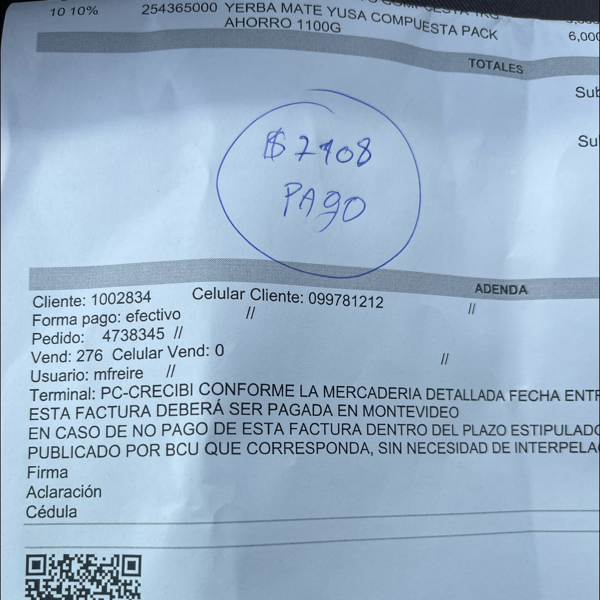 10 10% 254365000 YERBA MATE YUSA COMPUESTA PACK 6,000
AHORRO 1100G
TOTALES
Sub
Su
$ 2708
PAGO
ADENDA
Cliente: 1002834 Celular Cliente: 099781212 //
Forma pago: efectivo //
Pedido: 4738345 //
Vend: 276 Celular Vend: 0 //
Usuario: mfreire //
Terminal: PC-CRECIBI CONFORME LA MERCADERIA DETALLADA FECHA ENTR
ESTA FACTURA DEBERÁ SER PAGADA EN MONTEVIDEO
EN CASO DE NO PAGO DE ESTA FACTURA DENTRO DEL PLAZO ESTIPULADO
PUBLICADO POR BCU QUE CORRESPONDA, SIN NECESIDAD DE INTERPELA
Firma
Aclaración
Cédula